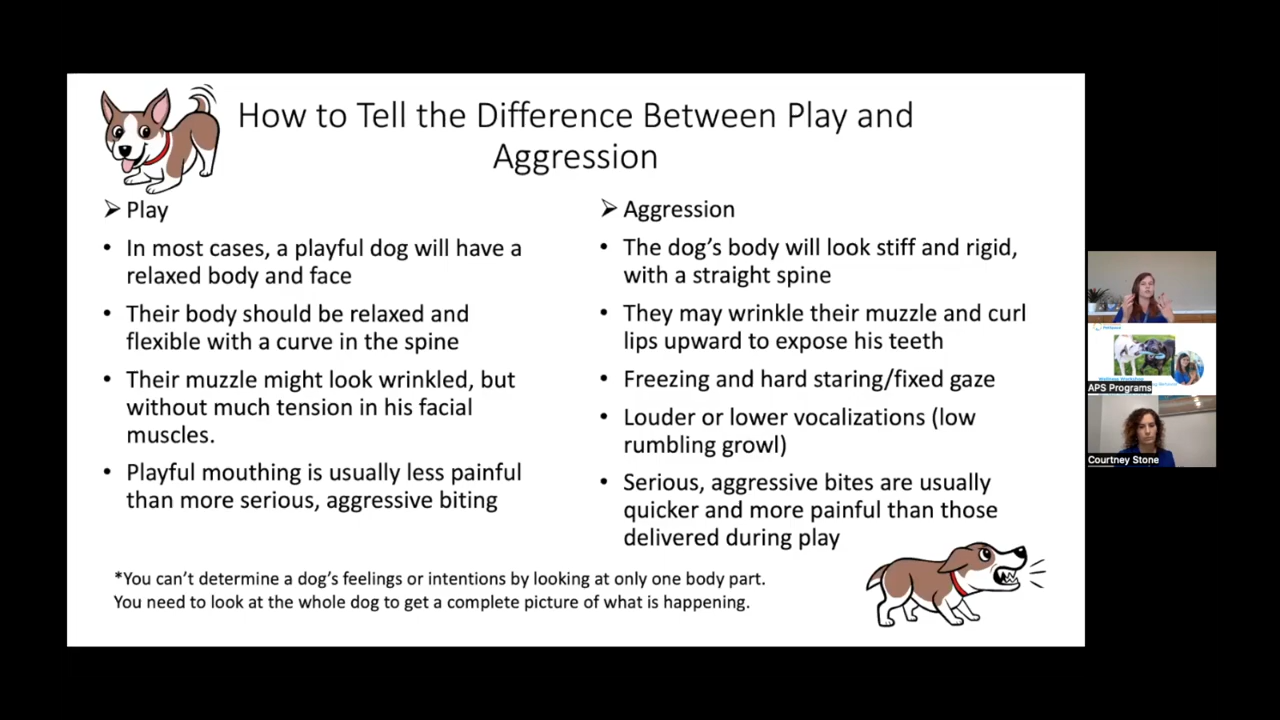 How to Tell the Difference Between Play and
Aggression
➢ Play
• In most cases, a playful dog will have a
relaxed body and face
• Their body should be relaxed and
flexible with a curve in the spine
• Their muzzle might look wrinkled, but
without much tension in his facial
muscles.
• Playful mouthing is usually less painful
than more serious, aggressive biting
➢ Aggression
• The dog’s body will look stiff and rigid,
with a straight spine
• They may wrinkle their muzzle and curl
lips upward to expose his teeth
• Freezing and hard staring/fixed gaze
• Louder or lower vocalizations (low
rumbling growl)
• Serious, aggressive bites are usually
quicker and more painful than those
delivered during play
*You can’t determine a dog’s feelings or intentions by looking at only one body part.
You need to look at the whole dog to get a complete picture of what is happening.
Wellness Workshop
APS Programs
Courtney Stone